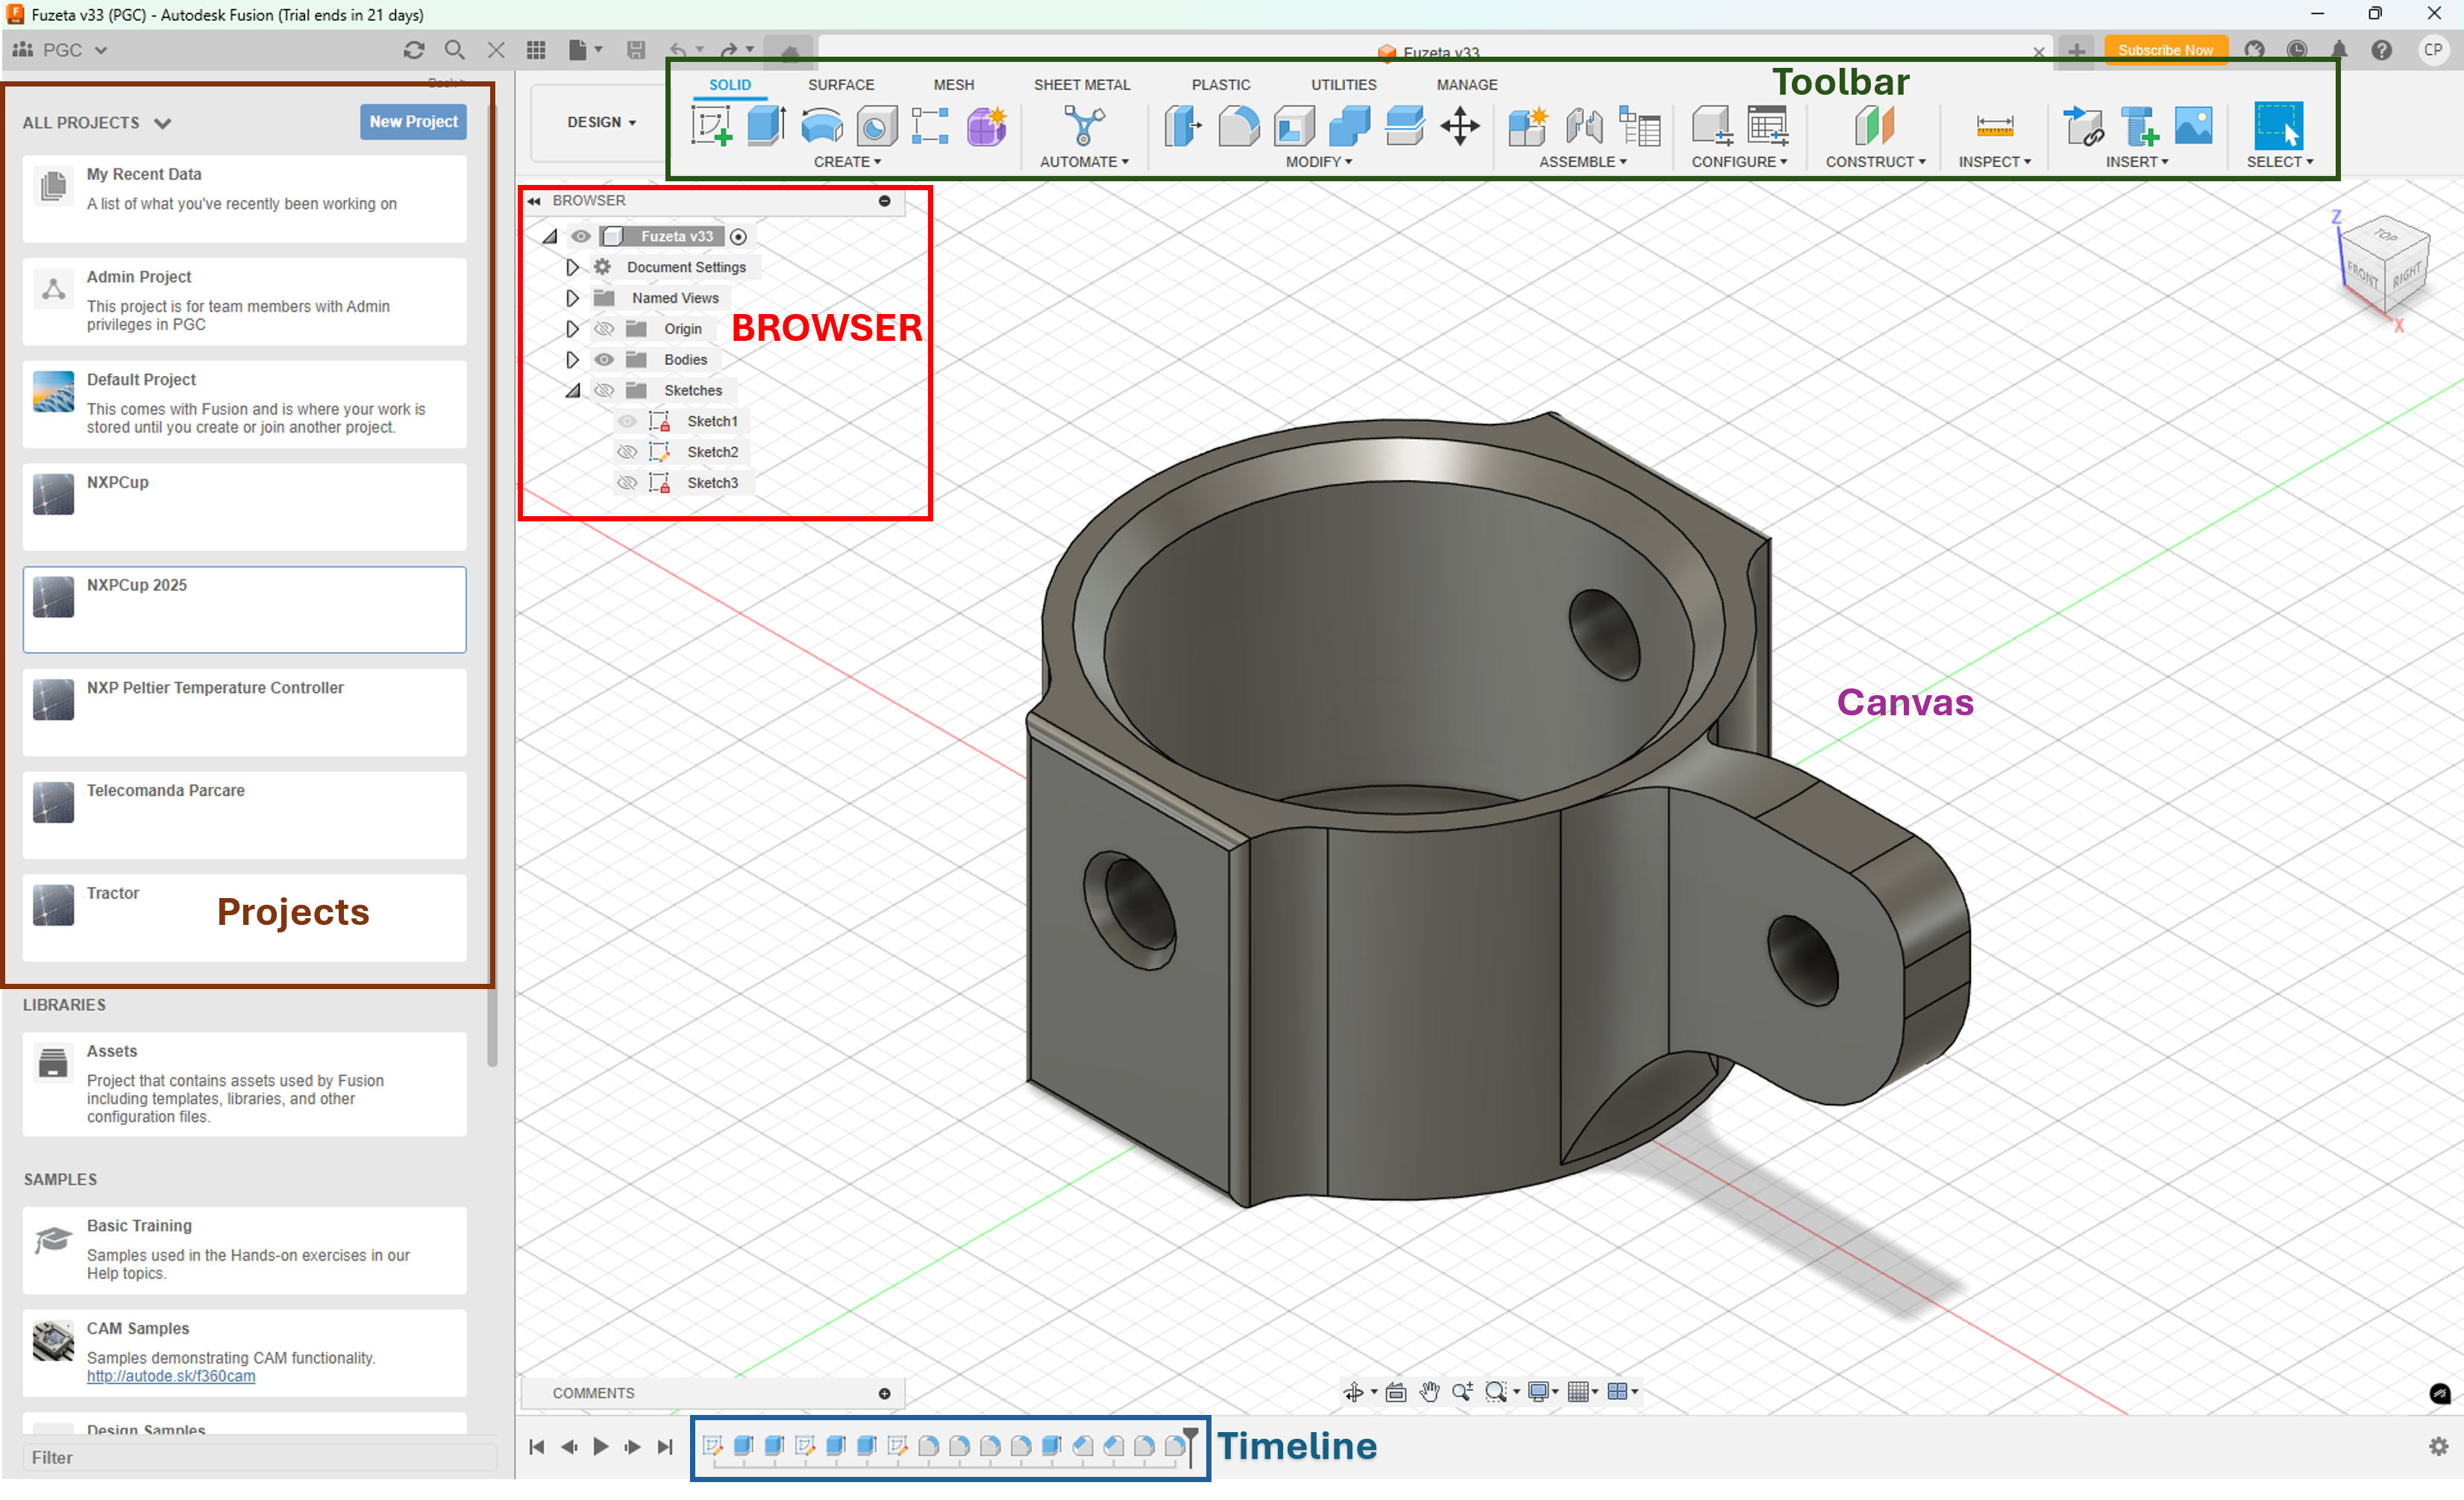 Fuzeta v33 (PGC) - Autodesk Fusion (Trial ends in 21 days)
PGC
Fuzeta v33
Subscribe Now
CP
ALL PROJECTS
New Project
My Recent Data
A list of what you've recently been working on
Admin Project
This project is for team members with Admin
privileges in PGC
Default Project
This comes with Fusion and is where your work is
stored until you create or join another project.
NXPCup
NXPCup 2025
NXP Peltier Temperature Controller
Telecomanda Parcare
Tractor
Projects
LIBRARIES
Assets
Project that contains assets used by Fusion
including templates, libraries, and other
configuration files.
SAMPLES
Basic Training
Samples used in the Hands-on exercises in our
Help topics.
CAM Samples
Samples demonstrating CAM functionality.
http://autode.sk/f360cam
Design Samples
Filter
DESIGN
SOLID SURFACE MESH SHEET METAL PLASTIC UTILITIES MANAGE
Toolbar
CREATE AUTOMATE MODIFY ASSEMBLE CONFIGURE CONSTRUCT INSPECT INSERT SELECT
BROWSER
Fuzeta v33
Document Settings
Named Views
Origin
BROWSER
Bodies
Sketches
Sketch1
Sketch2
Sketch3
Z
TOP
FRONT
RIGHT
X
Canvas
COMMENTS
Timeline